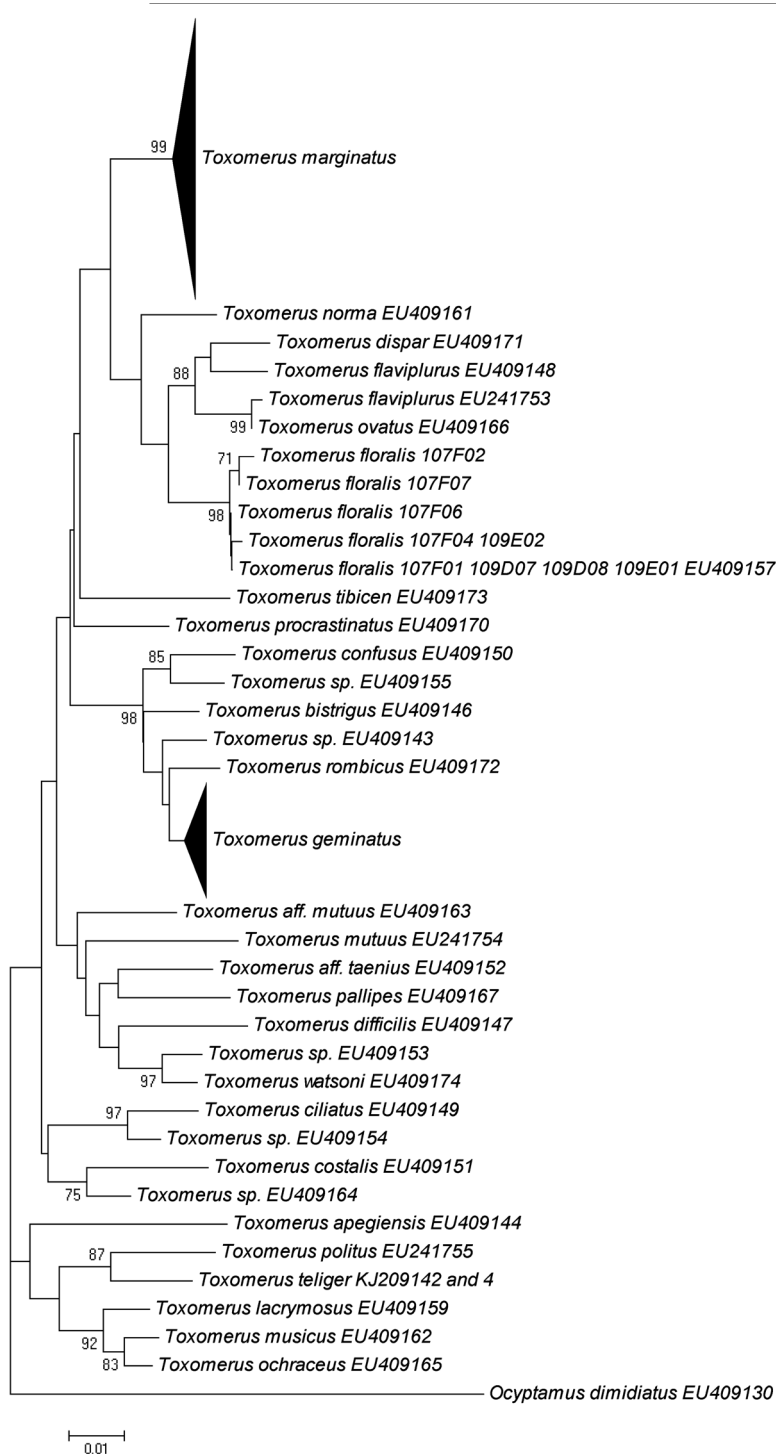 99
Toxomerus marginatus
Toxomerus norma EU409161
Toxomerus dispar EU409171
88
Toxomerus flaviplurus EU409148
Toxomerus flaviplurus EU241753
99
Toxomerus ovatus EU409166
71
Toxomerus floralis 107F02
Toxomerus floralis 107F07
98
Toxomerus floralis 107F06
Toxomerus floralis 107F04 109E02
Toxomerus floralis 107F01 109D07 109D08 109E01 EU409157
Toxomerus tibicen EU409173
Toxomerus procrastinatus EU409170
85
Toxomerus confusus EU409150
Toxomerus sp. EU409155
98
Toxomerus bistrigus EU409146
Toxomerus sp. EU409143
Toxomerus rombicus EU409172
Toxomerus geminatus
Toxomerus aff. mutuus EU409163
Toxomerus mutuus EU241754
Toxomerus aff. taenius EU409152
Toxomerus pallipes EU409167
Toxomerus difficilis EU409147
Toxomerus sp. EU409153
97
Toxomerus watsoni EU409174
97
Toxomerus ciliatus EU409149
Toxomerus sp. EU409154
Toxomerus costalis EU409151
75
Toxomerus sp. EU409164
Toxomerus apegiensis EU409144
87
Toxomerus politus EU241755
Toxomerus teliger KJ209142 and 4
Toxomerus lacrymosus EU409159
92
Toxomerus musicus EU409162
83
Toxomerus ochraceus EU409165
Ocyptamus dimidiatus EU409130
0.01